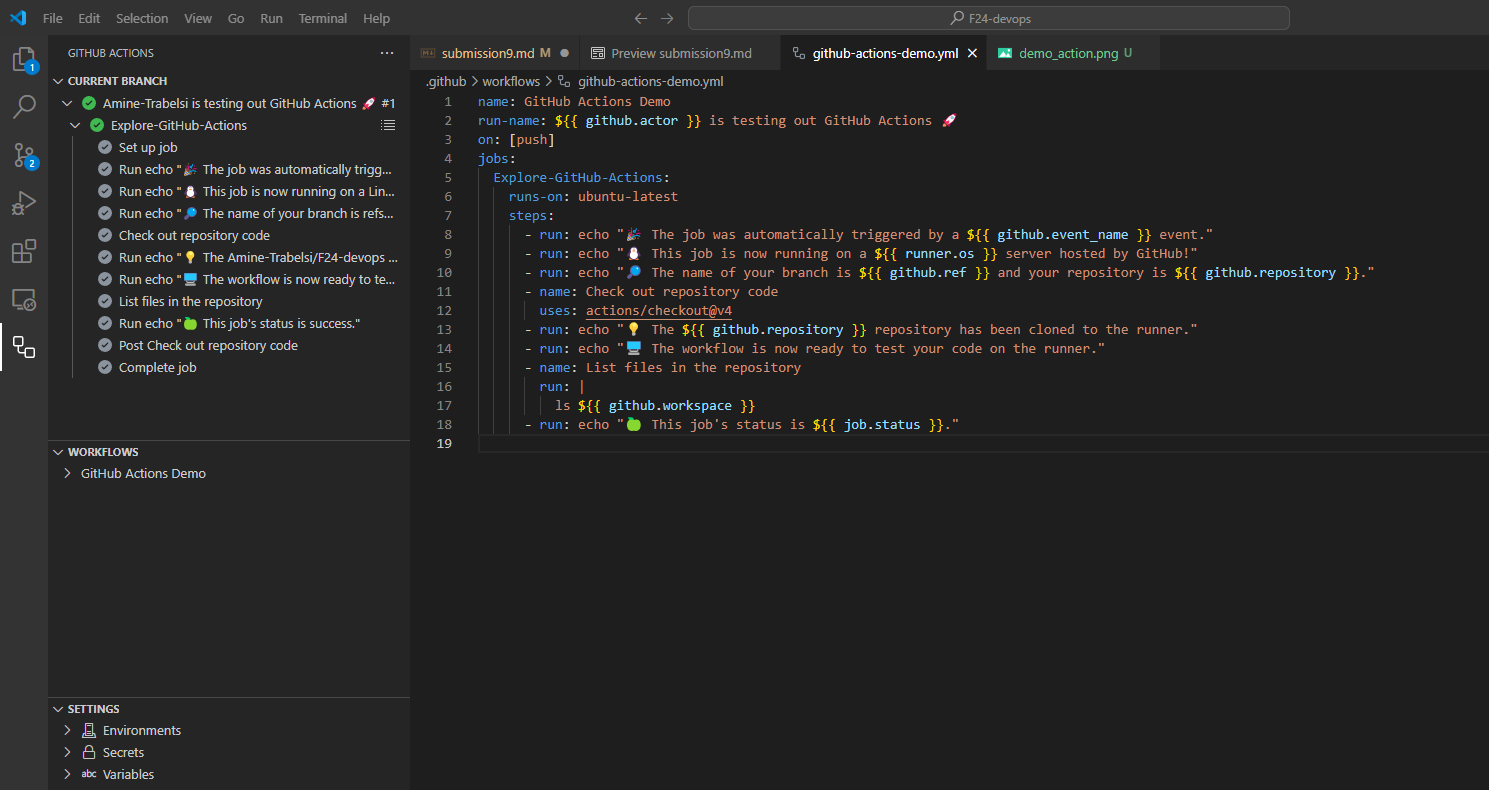 File Edit Selection View Go Run Terminal Help
F24-devops
1
2
GITHUB ACTIONS
CURRENT BRANCH
Amine-Trabelsi is testing out GitHub Actions 🚀 #1
Explore-GitHub-Actions
Set up job
Run echo "🎉 The job was automatically trigg...
Run echo "🐧 This job is now running on a Lin...
Run echo "🔎 The name of your branch is refs...
Check out repository code
Run echo "💡 The Amine-Trabelsi/F24-devops ...
Run echo "🖥️ The workflow is now ready to te...
List files in the repository
Run echo "🍏 This job's status is success."
Post Check out repository code
Complete job
WORKFLOWS
GitHub Actions Demo
SETTINGS
Environments
Secrets
abc Variables
submission9.md M
Preview submission9.md
github-actions-demo.yml
demo_action.png U
.github > workflows > github-actions-demo.yml
1 name: GitHub Actions Demo
2 run-name: ${{ github.actor }} is testing out GitHub Actions 🚀
3 on: [push]
4 jobs:
5 Explore-GitHub-Actions:
6 runs-on: ubuntu-latest
7 steps:
8 - run: echo "🎉 The job was automatically triggered by a ${{ github.event_name }} event."
9 - run: echo "🐧 This job is now running on a ${{ runner.os }} server hosted by GitHub!"
10 - run: echo "🔎 The name of your branch is ${{ github.ref }} and your repository is ${{ github.repository }}."
11 - name: Check out repository code
12 uses: actions/checkout@v4
13 - run: echo "💡 The ${{ github.repository }} repository has been cloned to the runner."
14 - run: echo "🖥️ The workflow is now ready to test your code on the runner."
15 - name: List files in the repository
16 run: |
17 ls ${{ github.workspace }}
18 - run: echo "🍏 This job's status is ${{ job.status }}."
19